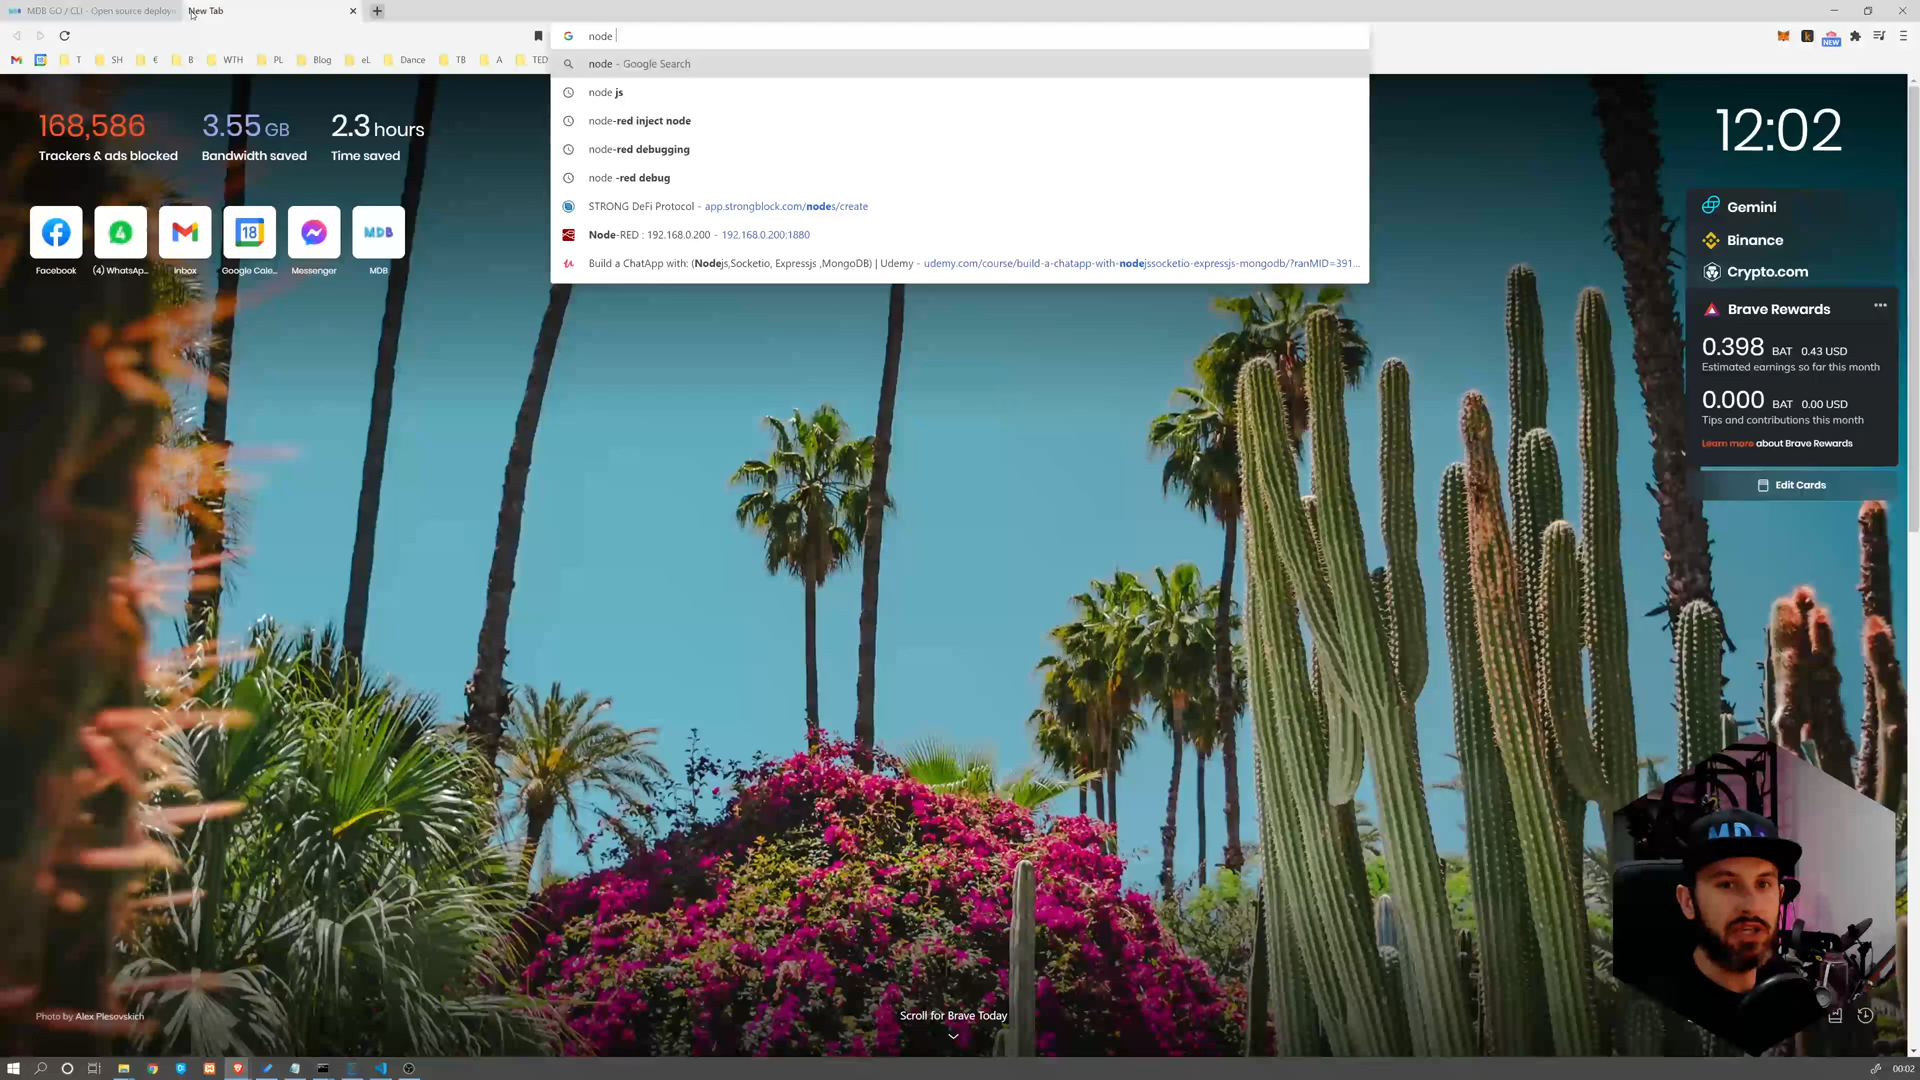 MDB GO / CLI - Open source deploym
New Tab
node
NEW
T
SH
€
B
WTH
PL
Blog
eL
Dance
TB
A
TED
node - Google Search
node js
node-red inject node
node-red debugging
node -red debug
STRONG DeFi Protocol - app.strongblock.com/nodes/create
Node-RED : 192.168.0.200 - 192.168.0.200:1880
Build a ChatApp with: (Nodejs,Socketio, Expressjs ,MongoDB) | Udemy - udemy.com/course/build-a-chatapp-with-nodejssocketio-expressjs-mongodb/?ranMID=391...
168,586
Trackers & ads blocked
3.55 GB
Bandwidth saved
2.3 hours
Time saved
12:02
4
18
MDB
Facebook
(4) WhatsAp...
Inbox
Google Cale...
Messenger
MDB
Gemini
Binance
Crypto.com
Brave Rewards
0.398 BAT 0.43 USD
Estimated earnings so far this month
0.000 BAT 0.00 USD
Tips and contributions this month
Learn more about Brave Rewards
Edit Cards
Photo by Alex Plesovskich
Scroll for Brave Today
00:02